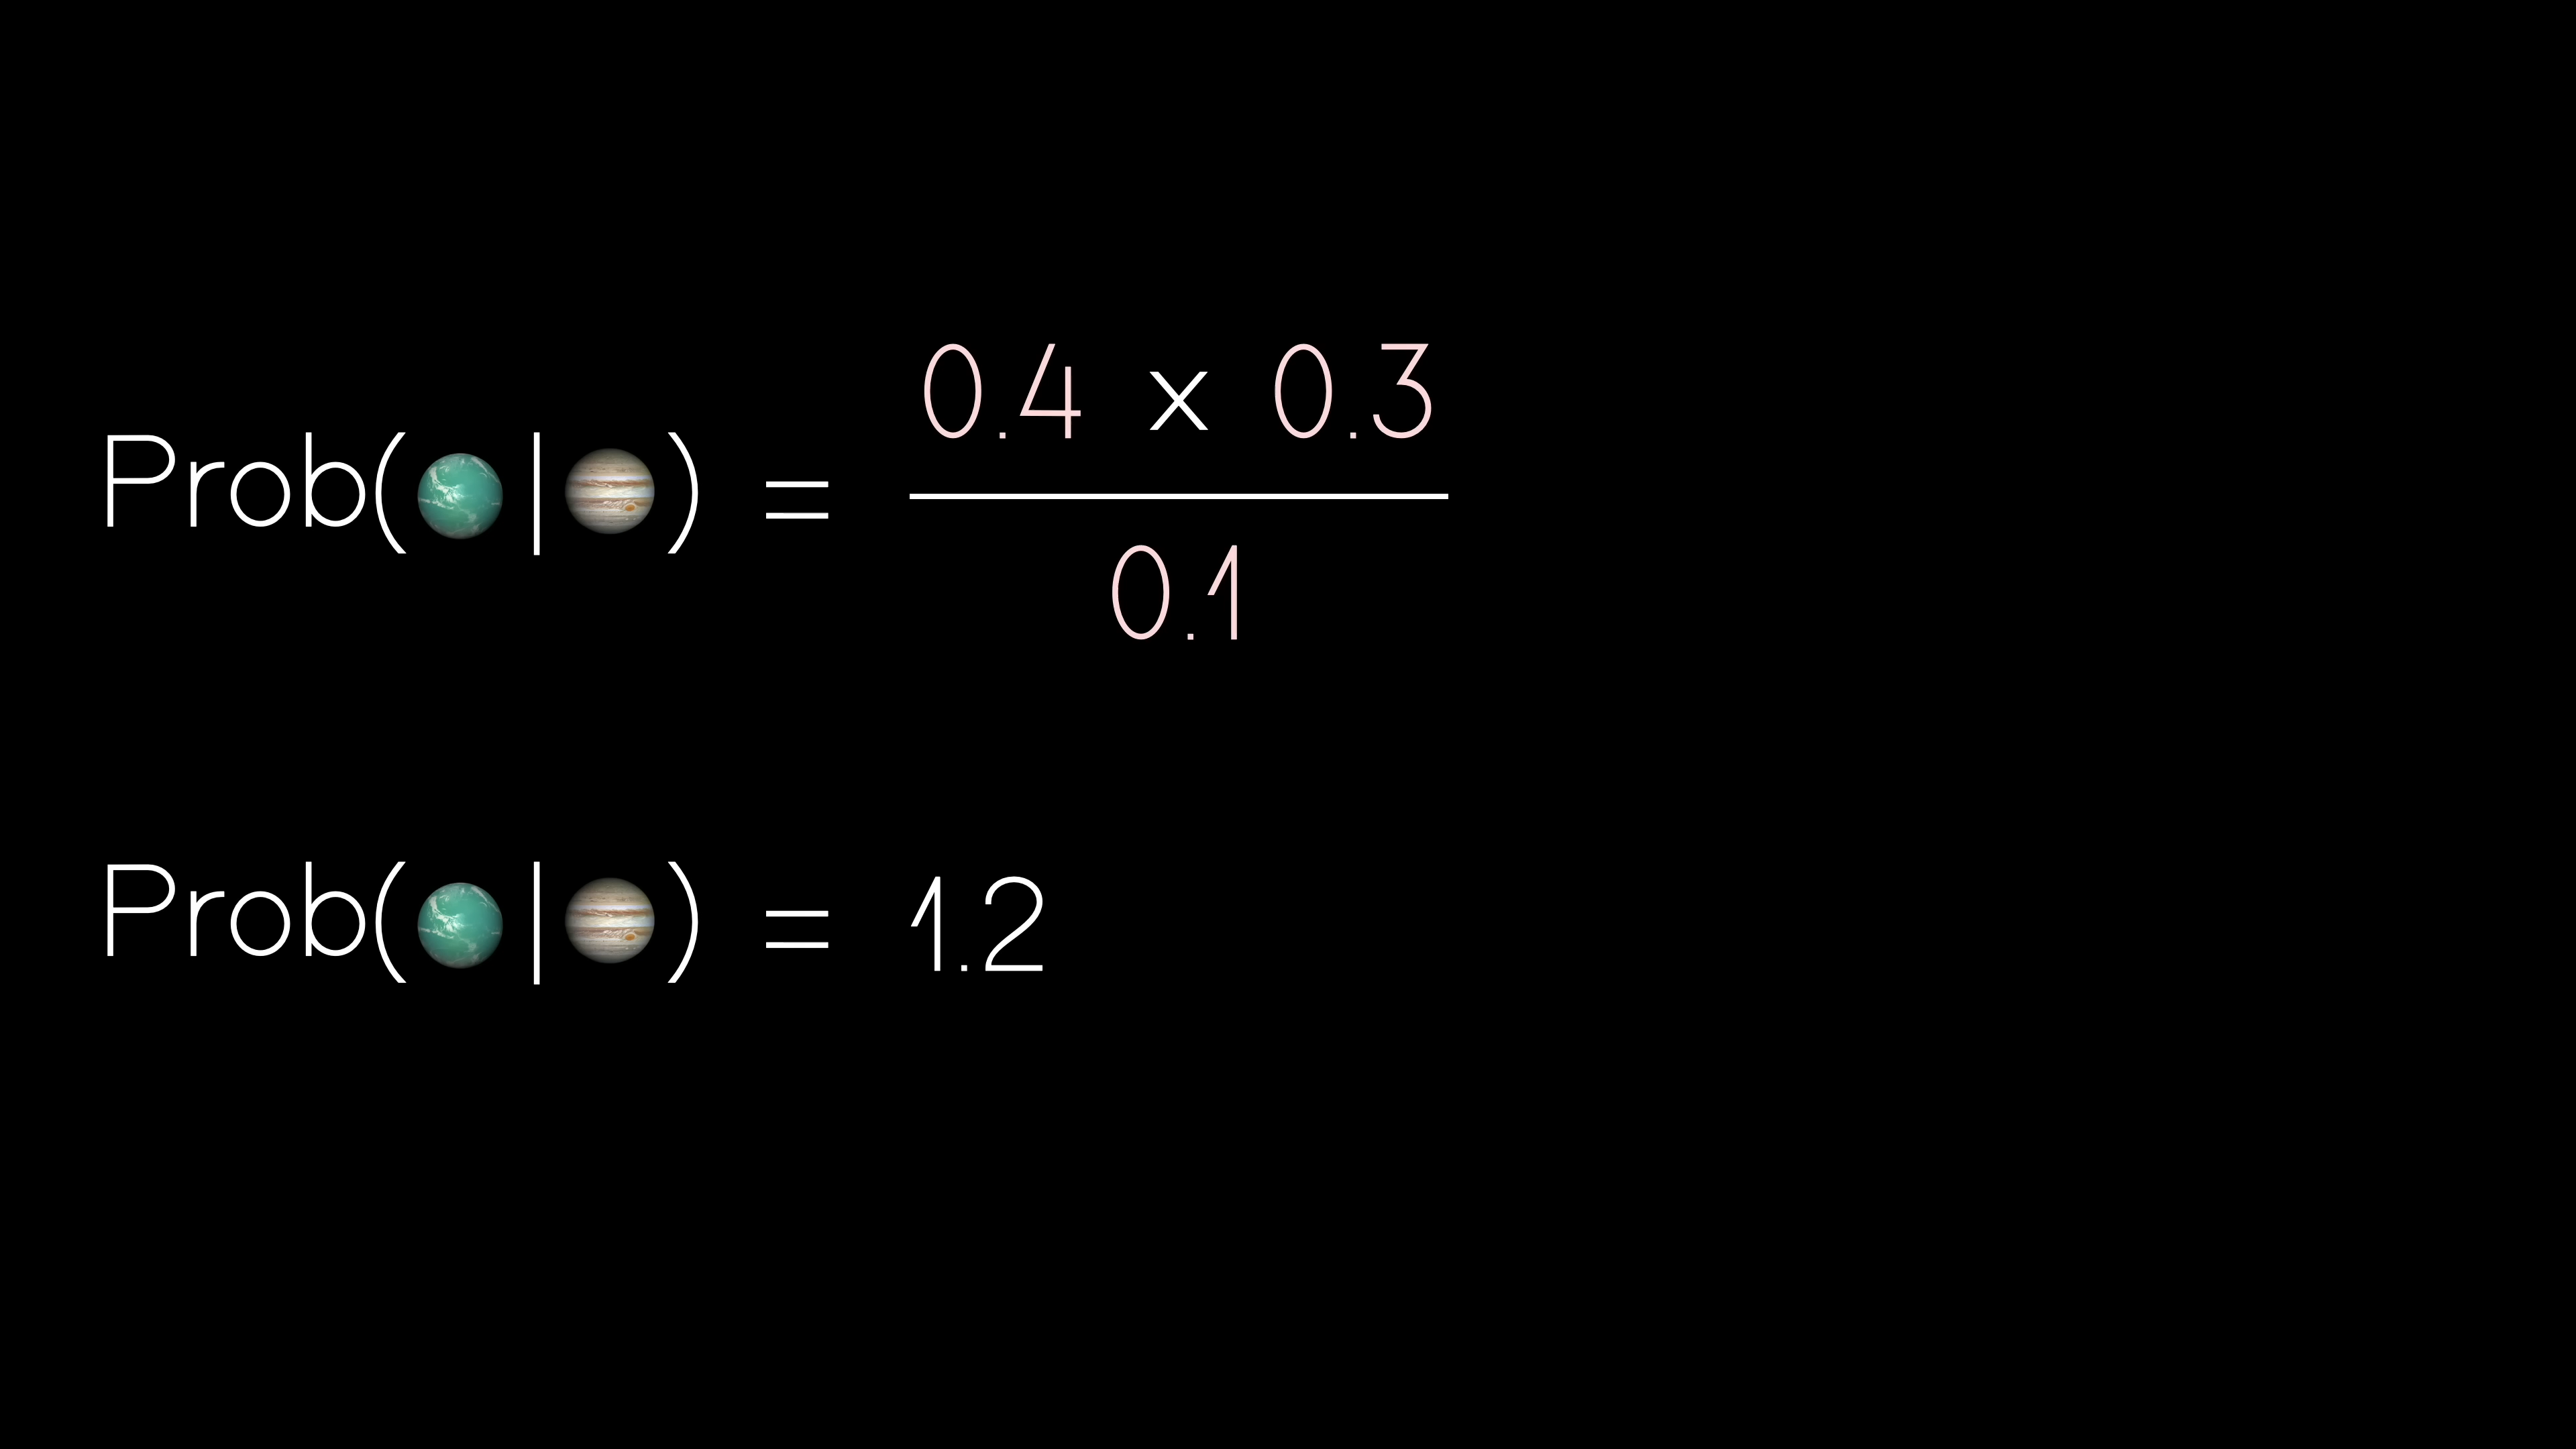 Prob( | ) = 0.4 x 0.3
0.1
Prob( | ) = 1.2